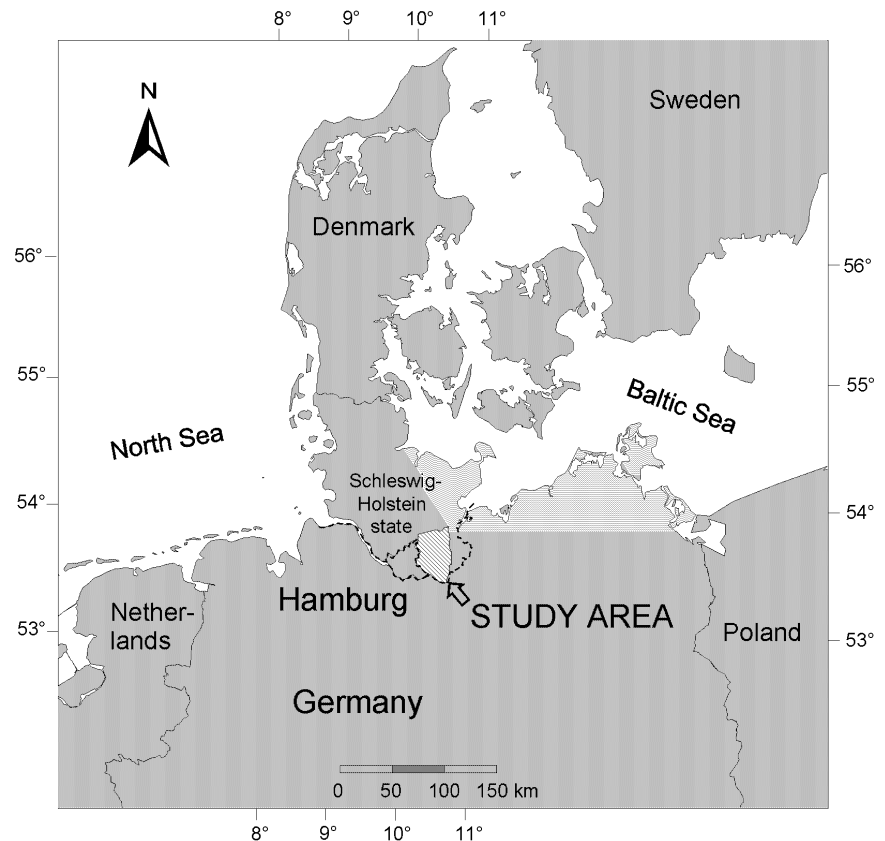 8° 9° 10° 11°
N
Sweden
Denmark
56° 56°
55° 55°
Baltic Sea
North Sea
Schleswig-
Holstein
state
54° 54°
Hamburg
STUDY AREA
Nether-
lands
53° 53°
Poland
Germany
0 50 100 150 km
8° 9° 10° 11°